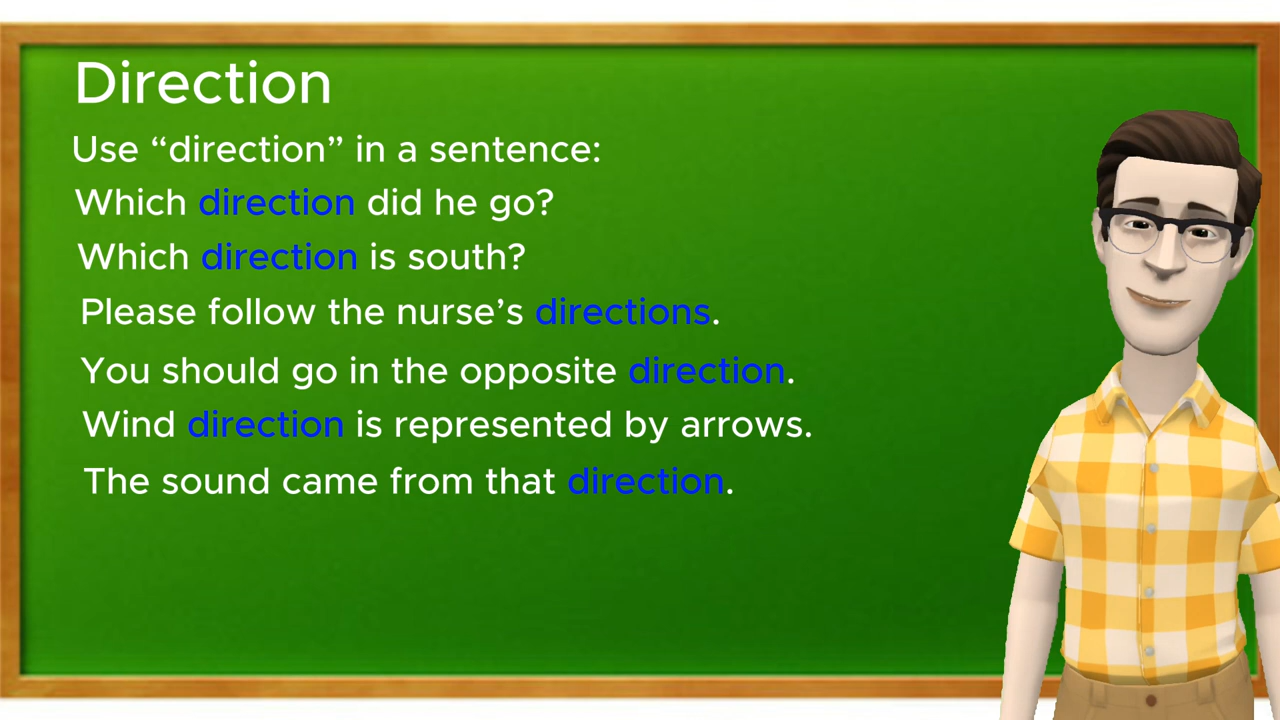 Direction
Use “direction” in a sentence:
Which direction did he go?
Which direction is south?
Please follow the nurse’s directions.
You should go in the opposite direction.
Wind direction is represented by arrows.
The sound came from that direction.